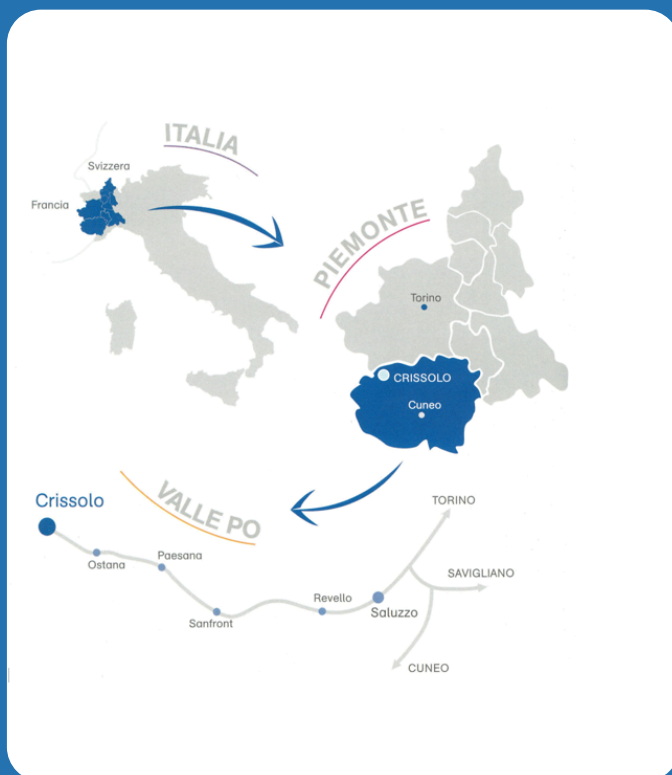 ITALIA
Svizzera
Francia
PIEMONTE
Torino
CRISSOLO
Cuneo
VALLE PO
Crissolo
Ostana
Paesana
Sanfront
Revello
Saluzzo
TORINO
SAVIGLIANO
CUNEO